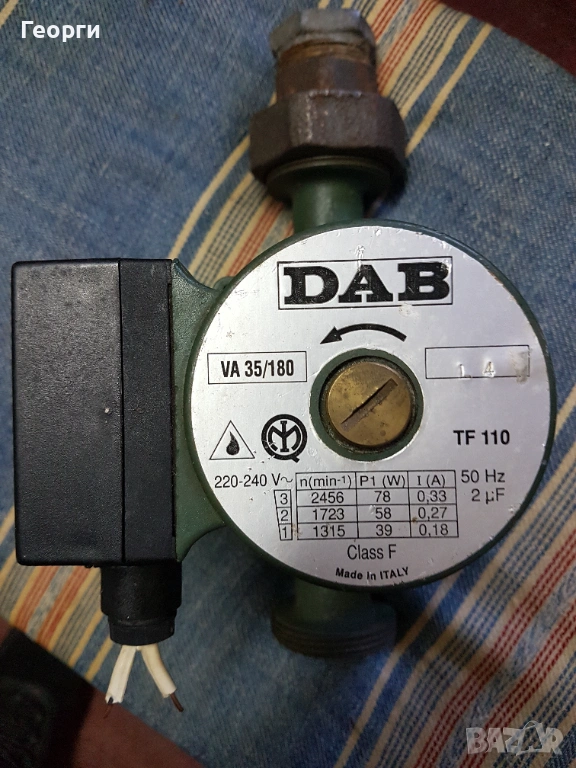 Георги
DAB
VA 35/180
1 4
TF 110
220-240 V~ n(min-1) P1 (W) I (A) 50 Hz
3 2456 78 0,33 2 µF
2 1723 58 0,27
1 1315 39 0,18
Class F
Made in ITALY
BAZAR